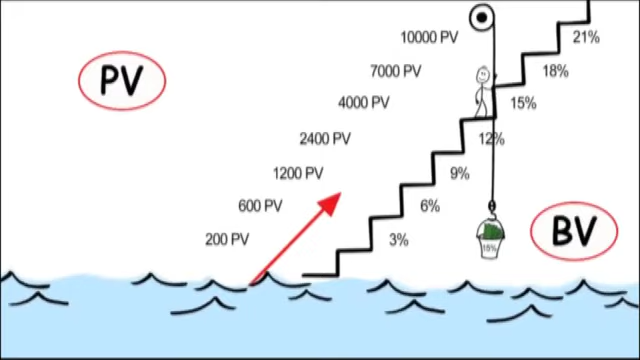 10000 PV
21%
7000 PV
18%
PV
4000 PV
15%
2400 PV
12%
1200 PV
9%
600 PV
6%
200 PV
3%
BV
15%